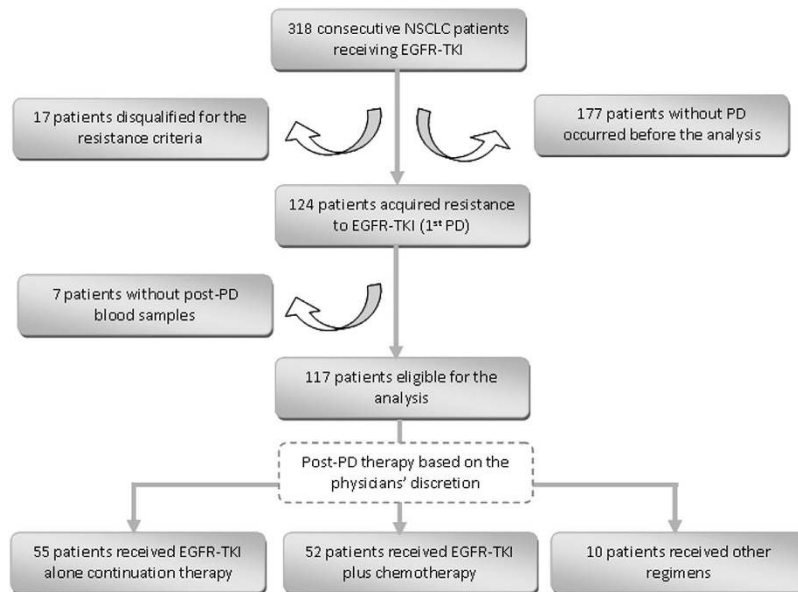 318 consecutive NSCLC patients
receiving EGFR-TKI
17 patients disqualified for the
resistance criteria
177 patients without PD
occurred before the analysis
124 patients acquired resistance
to EGFR-TKI (1st PD)
7 patients without post-PD
blood samples
117 patients eligible for the
analysis
Post-PD therapy based on the
physicians' discretion
55 patients received EGFR-TKI
alone continuation therapy
52 patients received EGFR-TKI
plus chemotherapy
10 patients received other
regimens